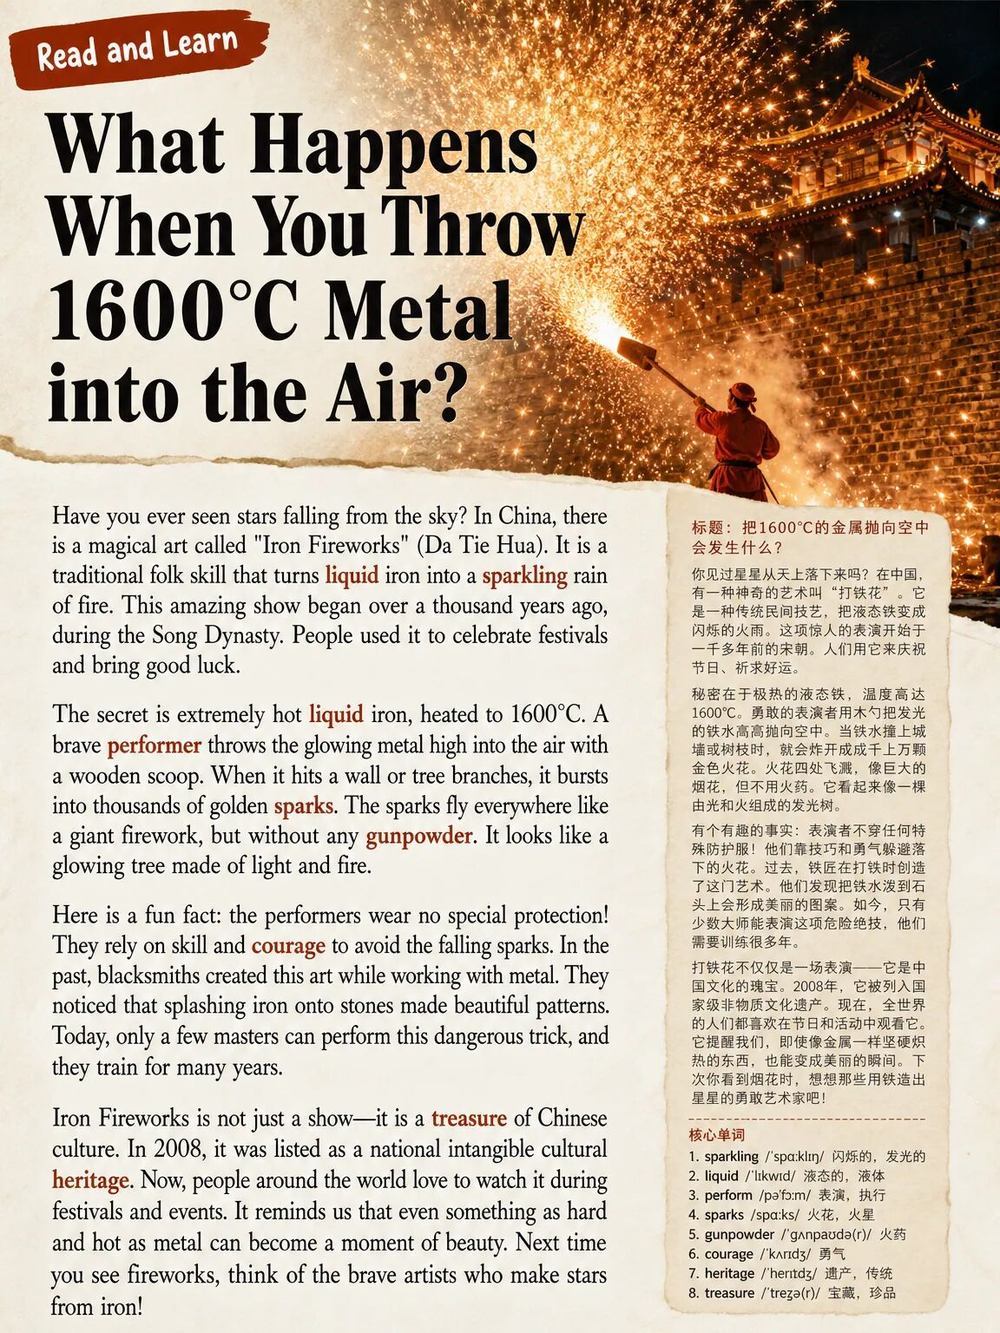 Read and Learn
What Happens
When You Throw
1600°C Metal
into the Air?
Have you ever seen stars falling from the sky? In China, there
is a magical art called "Iron Fireworks" (Da Tie Hua). It is a
traditional folk skill that turns liquid iron into a sparkling rain
of fire. This amazing show began over a thousand years ago,
during the Song Dynasty. People used it to celebrate festivals
and bring good luck.
The secret is extremely hot liquid iron, heated to 1600°C. A
brave performer throws the glowing metal high into the air with
a wooden scoop. When it hits a wall or tree branches, it bursts
into thousands of golden sparks. The sparks fly everywhere like
a giant firework, but without any gunpowder. It looks like a
glowing tree made of light and fire.
Here is a fun fact: the performers wear no special protection!
They rely on skill and courage to avoid the falling sparks. In the
past, blacksmiths created this art while working with metal. They
noticed that splashing iron onto stones made beautiful patterns.
Today, only a few masters can perform this dangerous trick, and
they train for many years.
Iron Fireworks is not just a show—it is a treasure of Chinese
culture. In 2008, it was listed as a national intangible cultural
heritage. Now, people around the world love to watch it during
festivals and events. It reminds us that even something as hard
and hot as metal can become a moment of beauty. Next time
you see fireworks, think of the brave artists who make stars
from iron!
标题：把1600℃的金属抛向空中
会发生什么？
你见过星星从天上落下来吗？在中国，
有一种神奇的艺术叫“打铁花”。它
是一种传统民间技艺，把液态铁变成
闪烁的火雨。这项惊人的表演开始于
一千多年前的宋朝。人们用它来庆祝
节日、祈求好运。
秘密在于极热的液态铁，温度高达
1600℃。勇敢的表演者用木勺把发光
的铁水高高抛向空中。当铁水撞上城
墙或树枝时，就会炸开成成千上万颗
金色火花。火花四处飞溅，像巨大的
烟花，但不用火药。它看起来像一棵
由光和火组成的发光树。
有个有趣的事实：表演者不穿任何特
殊防护服！他们靠技巧和勇气躲避落
下的火花。过去，铁匠在打铁时创造
了这门艺术。他们发现把铁水泼到石
头上会形成美丽的图案。如今，只有
少数大师能表演这项危险绝技，他们
需要训练很多年。
打铁花不仅仅是一场表演——它是中
国文化的瑰宝。2008年，它被列入国
家级非物质文化遗产。现在，全世界
的人们都喜欢在节日和活动中观看它。
它提醒我们，即使像金属一样坚硬炽
热的东西，也能变成美丽的瞬间。下
次你看到烟花时，想想那些用铁造出
星星的勇敢艺术家吧！
核心单词
1. sparkling /ˈspɑːklɪŋ/ 闪烁的，发光的
2. liquid /ˈlɪkwɪd/ 液态的，液体
3. perform /pəˈfɔːm/ 表演，执行
4. sparks /spɑːks/ 火花，火星
5. gunpowder /ˈɡʌnpaʊdə(r)/ 火药
6. courage /ˈkʌrɪdʒ/ 勇气
7. heritage /ˈherɪtɪdʒ/ 遗产，传统
8. treasure /ˈtreʒə(r)/ 宝藏，珍品